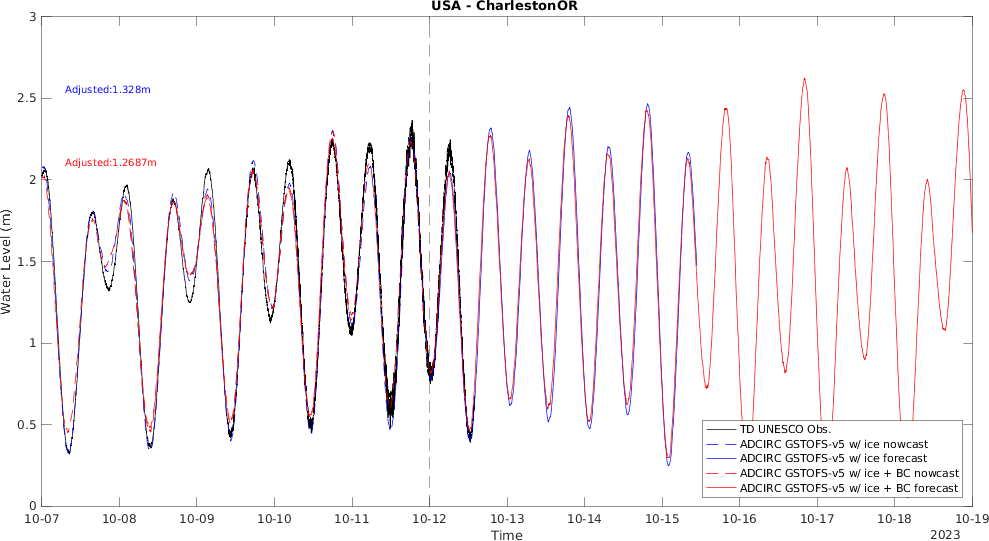 USA - CharlestonOR
3
2.5
2
1.5
1
0.5
0
Water Level (m)
Adjusted:1.328m
Adjusted:1.2687m
TD UNESCO Obs.
ADCIRC GSTOFS-v5 w/ ice nowcast
ADCIRC GSTOFS-v5 w/ ice forecast
ADCIRC GSTOFS-v5 w/ ice + BC nowcast
ADCIRC GSTOFS-v5 w/ ice + BC forecast
10-07 10-08 10-09 10-10 10-11 10-12 10-13 10-14 10-15 10-16 10-17 10-18 10-19
Time
2023